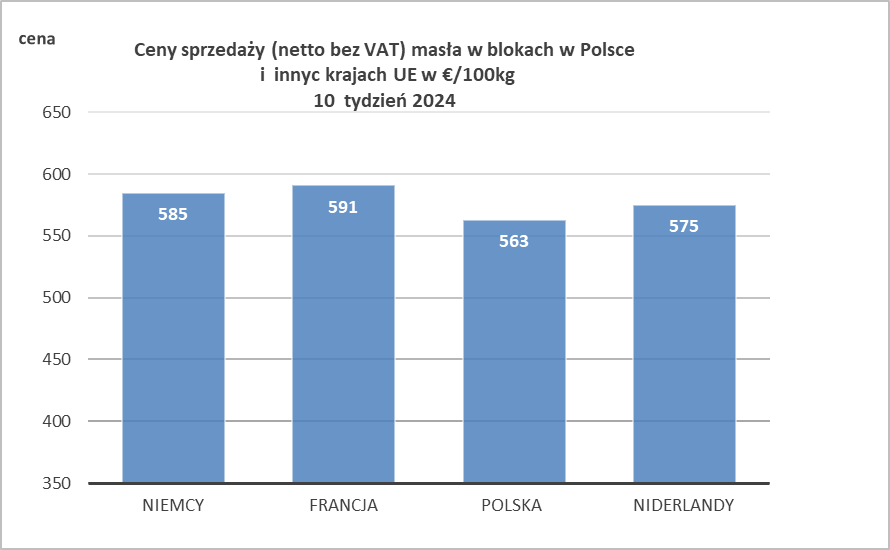 cena
Ceny sprzedaży (netto bez VAT) masła w blokach w Polsce
i innyc krajach UE w €/100kg
10 tydzień 2024
650
600
550
500
450
400
350
585
591
563
575
NIEMCY
FRANCJA
POLSKA
NIDERLANDY